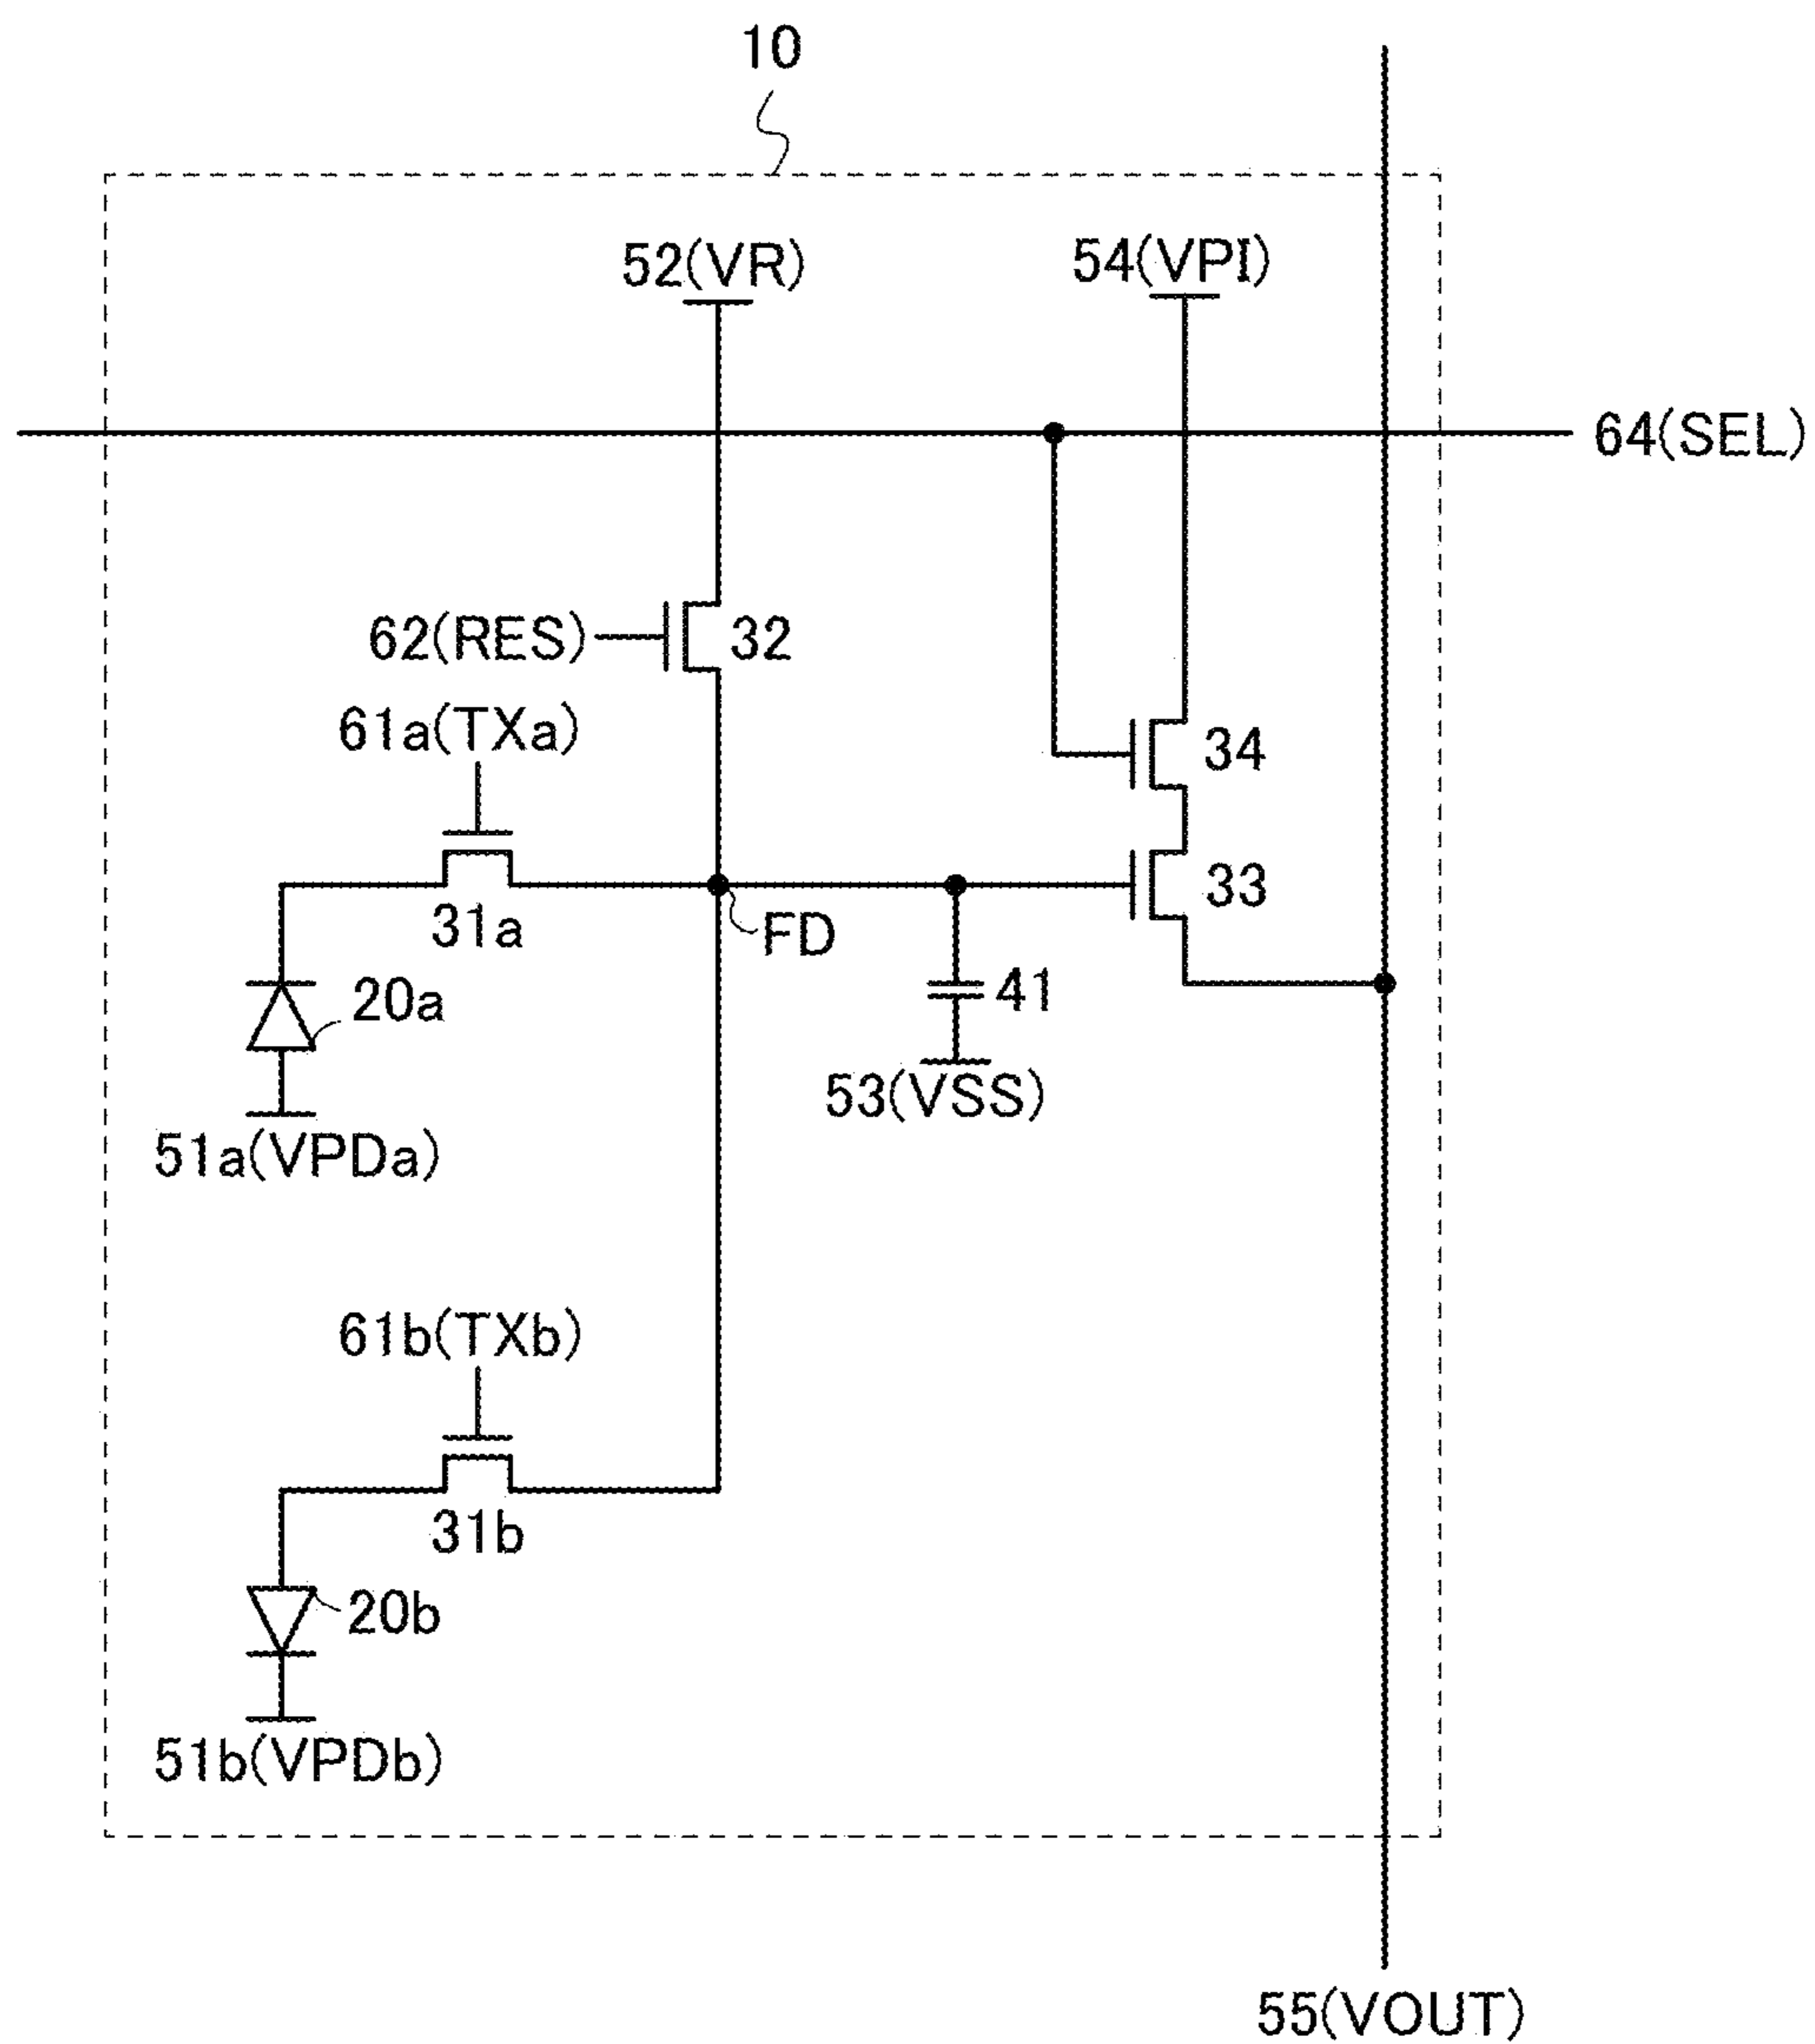 10
52(VR)
54(VPI)
64(SEL)
62(RES)
32
61a(TXa)
34
33
31a
FD
20a
41
53(VSS)
51a(VPDa)
61b(TXb)
31b
20b
51b(VPDb)
55(VOUT)